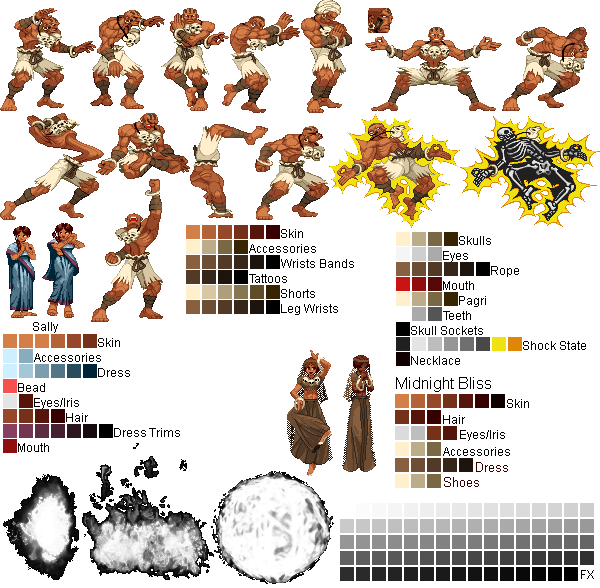 Skin
Accessories
Wrists Bands
Tattoos
Shorts
Leg Wrists
Skulls
Eyes
Rope
Mouth
Pagri
Teeth
Skull Sockets
Shock State
Necklace
Sally
Skin
Accessories
Dress
Bead
Eyes/Iris
Hair
Dress Trims
Mouth
Midnight Bliss
Skin
Hair
Eyes/Iris
Accessories
Dress
Shoes
FX